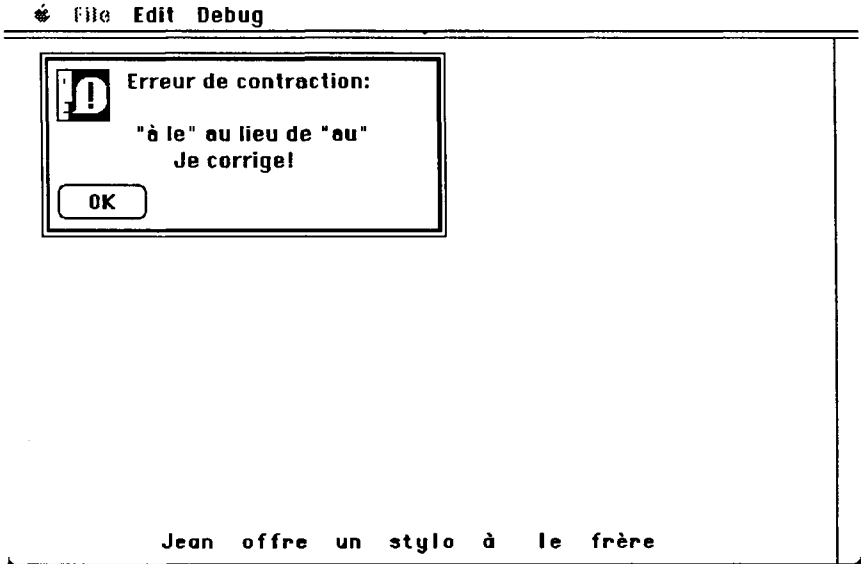 File Edit Debug
Erreur de contraction:
"à le" au lieu de "au"
Je corrige!
OK
Jean offre un stylo à le frère